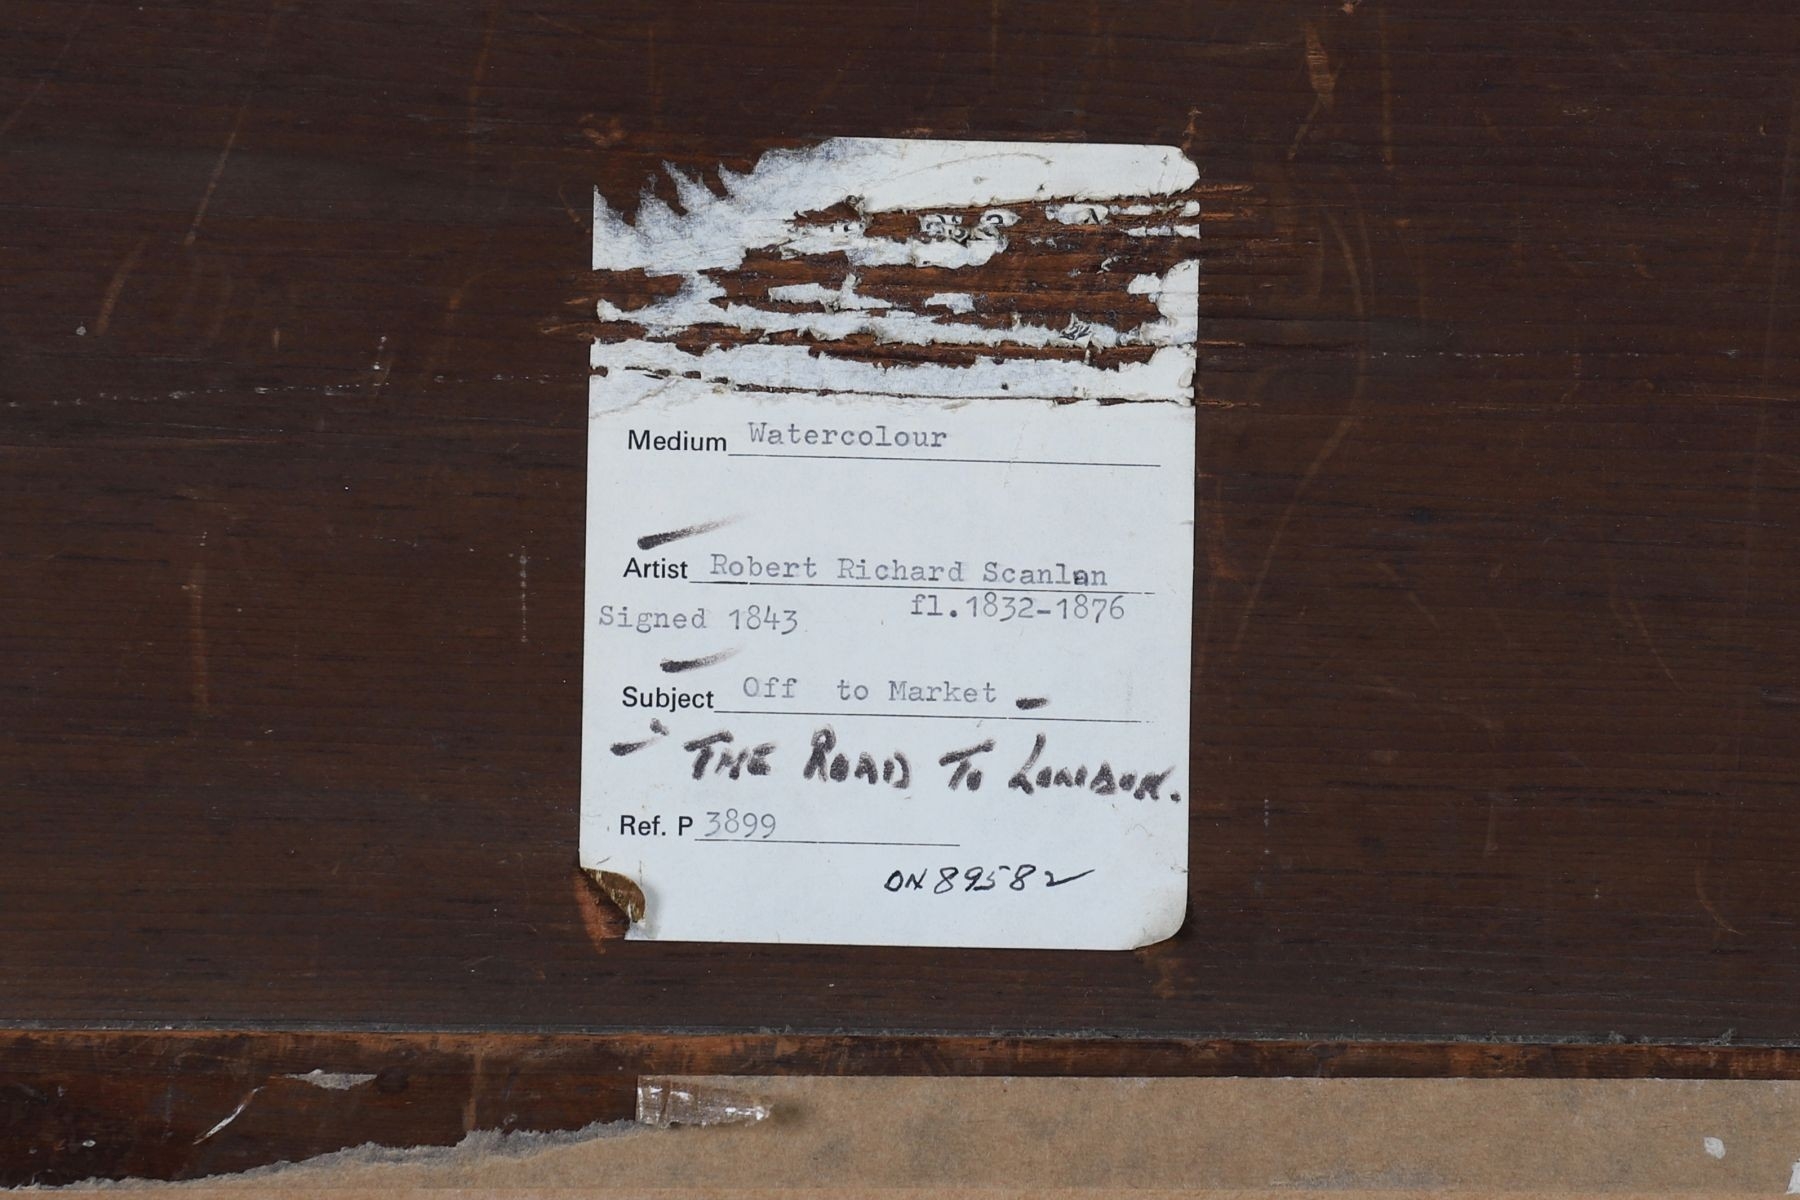 Medium Watercolour
Artist Robert Richard Scanlan
Signed 1843 fl.1832-1876
Subject Off to Market -
THE ROAD TO LONDON.
Ref. P 3899
ON 89582